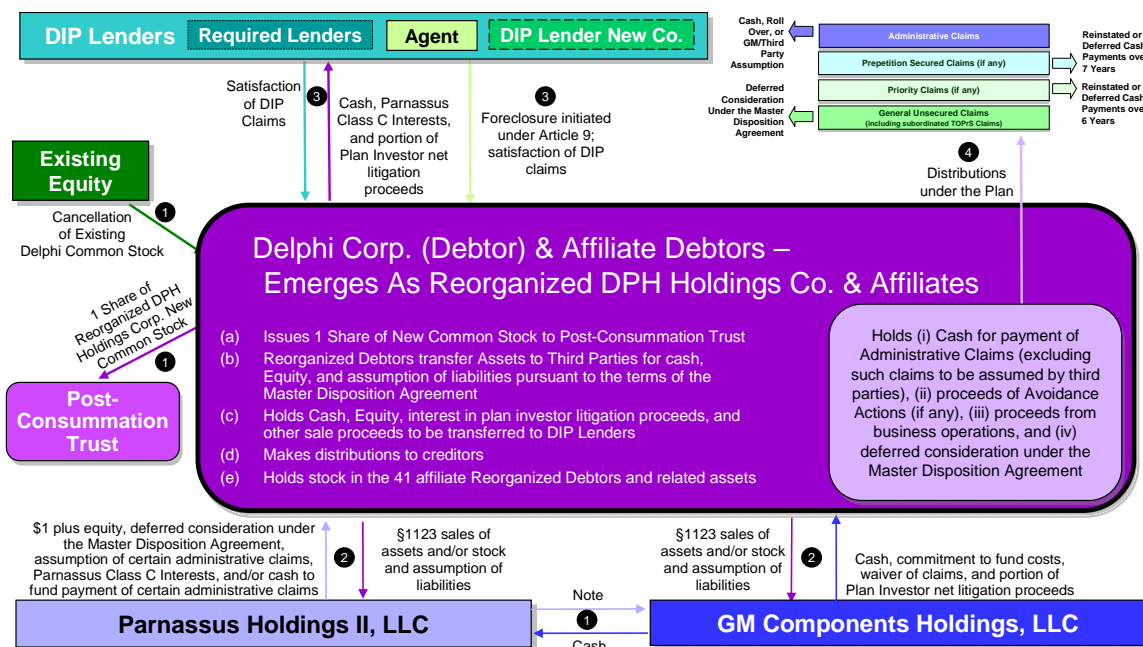 DIP Lenders
Required Lenders
Agent
DIP Lender New Co.
Cash, Roll
Over, or
GM/Third
Party
Assumption
Deferred
Consideration
Under the Master
Disposition
Agreement
Administrative Claims
Prepetition Secured Claims (if any)
Priority Claims (if any)
General Unsecured Claims
(including subordinated TOPrS Claims)
Reinstated or
Deferred Cash
Payments over
7 Years
Reinstated or
Deferred Cash
Payments over
6 Years
Satisfaction
of DIP
Claims
3
Cash, Parnassus
Class C Interests,
and portion of
Plan Investor net
litigation
proceeds
3
Foreclosure initiated
under Article 9;
satisfaction of DIP
claims
4
Distributions
under the Plan
Existing
Equity
1
Cancellation
of Existing
Delphi Common Stock
1 Share of
Reorganized DPH
Holdings Corp. New
Common Stock
1
Post-
Consummation
Trust
Delphi Corp. (Debtor) & Affiliate Debtors –
Emerges As Reorganized DPH Holdings Co. & Affiliates
(a) Issues 1 Share of New Common Stock to Post-Consummation Trust
(b) Reorganized Debtors transfer Assets to Third Parties for cash,
Equity, and assumption of liabilities pursuant to the terms of the
Master Disposition Agreement
(c) Holds Cash, Equity, interest in plan investor litigation proceeds, and
other sale proceeds to be transferred to DIP Lenders
(d) Makes distributions to creditors
(e) Holds stock in the 41 affiliate Reorganized Debtors and related assets
Holds (i) Cash for payment of
Administrative Claims (excluding
such claims to be assumed by third
parties), (ii) proceeds of Avoidance
Actions (if any), (iii) proceeds from
business operations, and (iv)
deferred consideration under the
Master Disposition Agreement
$1 plus equity, deferred consideration under
the Master Disposition Agreement,
assumption of certain administrative claims,
Parnassus Class C Interests, and/or cash to
fund payment of certain administrative claims
2
§1123 sales of
assets and/or stock
and assumption of
liabilities
§1123 sales of
assets and/or stock
and assumption of
liabilities
2
Cash, commitment to fund costs,
waiver of claims, and portion of
Plan Investor net litigation proceeds
Parnassus Holdings II, LLC
Note
1
Cash
GM Components Holdings, LLC